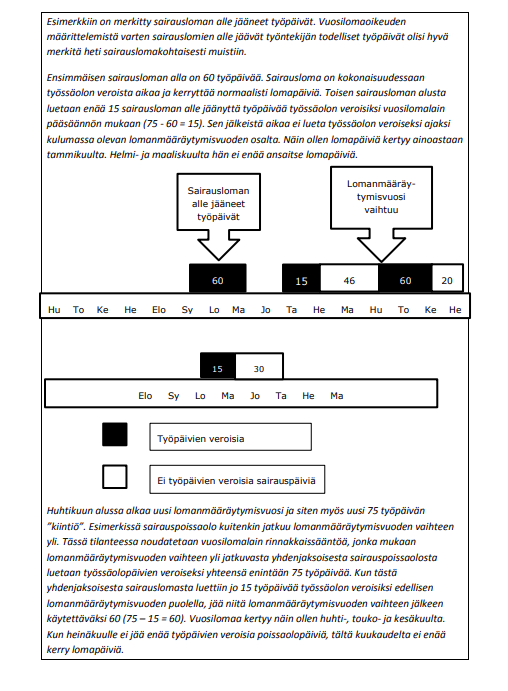 Esimerkkiin on merkitty sairausloman alle jääneet työpäivät. Vuosilomaoikeuden
määrittelemistä varten sairauslomien alle jäävät työntekijän todelliset työpäivät olisi hyvä
merkitä heti sairauslomakohtaisesti muistiin.
Ensimmäisen sairausloman alla on 60 työpäivää. Sairausloma on kokonaisuudessaan
työssäolon veroista aikaa ja kerryttää normaalisti lomapäiviä. Toisen sairausloman alusta
luetaan enää 15 sairausloman alle jäänyttä työpäivää työssäolon veroisiksi vuosilomalain
pääsäännön mukaan (75 - 60 = 15). Sen jälkeistä aikaa ei lueta työssäolon veroiseksi ajaksi
kulumassa olevan lomanmääräytymisvuoden osalta. Näin ollen lomapäiviä kertyy ainoastaan
tammikuulta. Helmi- ja maaliskuulta hän ei enää ansaitse lomapäiviä.
Sairausloman
alle jääneet
työpäivät
Lomanmääräy-
tymisvuosi
vaihtuu
60 15 46 60 20
Hu To Ke He Elo Sy Lo Ma Jo Ta He Ma Hu To Ke He
15 30
Elo Sy Lo Ma Jo Ta He Ma
Työpäivien veroisia
Ei työpäivien veroisia sairauspäiviä
Huhtikuun alussa alkaa uusi lomanmääräytymisvuosi ja siten myös uusi 75 työpäivän
”kiintiö”. Esimerkissä sairauspoissaolo kuitenkin jatkuu lomanmääräytymisvuoden vaihteen
yli. Tässä tilanteessa noudatetaan vuosilomalain rinnakkaissääntöä, jonka mukaan
lomanmääräytymisvuoden vaihteen yli jatkuvasta yhdenjaksoisesta sairauspoissaolosta
luetaan työssäolopäivien veroiseksi yhteensä enintään 75 työpäivää. Kun tästä
yhdenjaksoisesta sairauslomasta luettiin jo 15 työpäivää työssäolon veroisiksi edellisen
lomanmääräytymisvuoden puolella, jää niitä lomanmääräytymisvuoden vaihteen jälkeen
käytettäväksi 60 (75 – 15 = 60). Vuosilomaa kertyy näin ollen huhti-, touko- ja kesäkuulta.
Kun heinäkuulle ei jää enää työpäivien veroisia poissaolopäiviä, tältä kuukaudelta ei enää
kerry lomapäiviä.